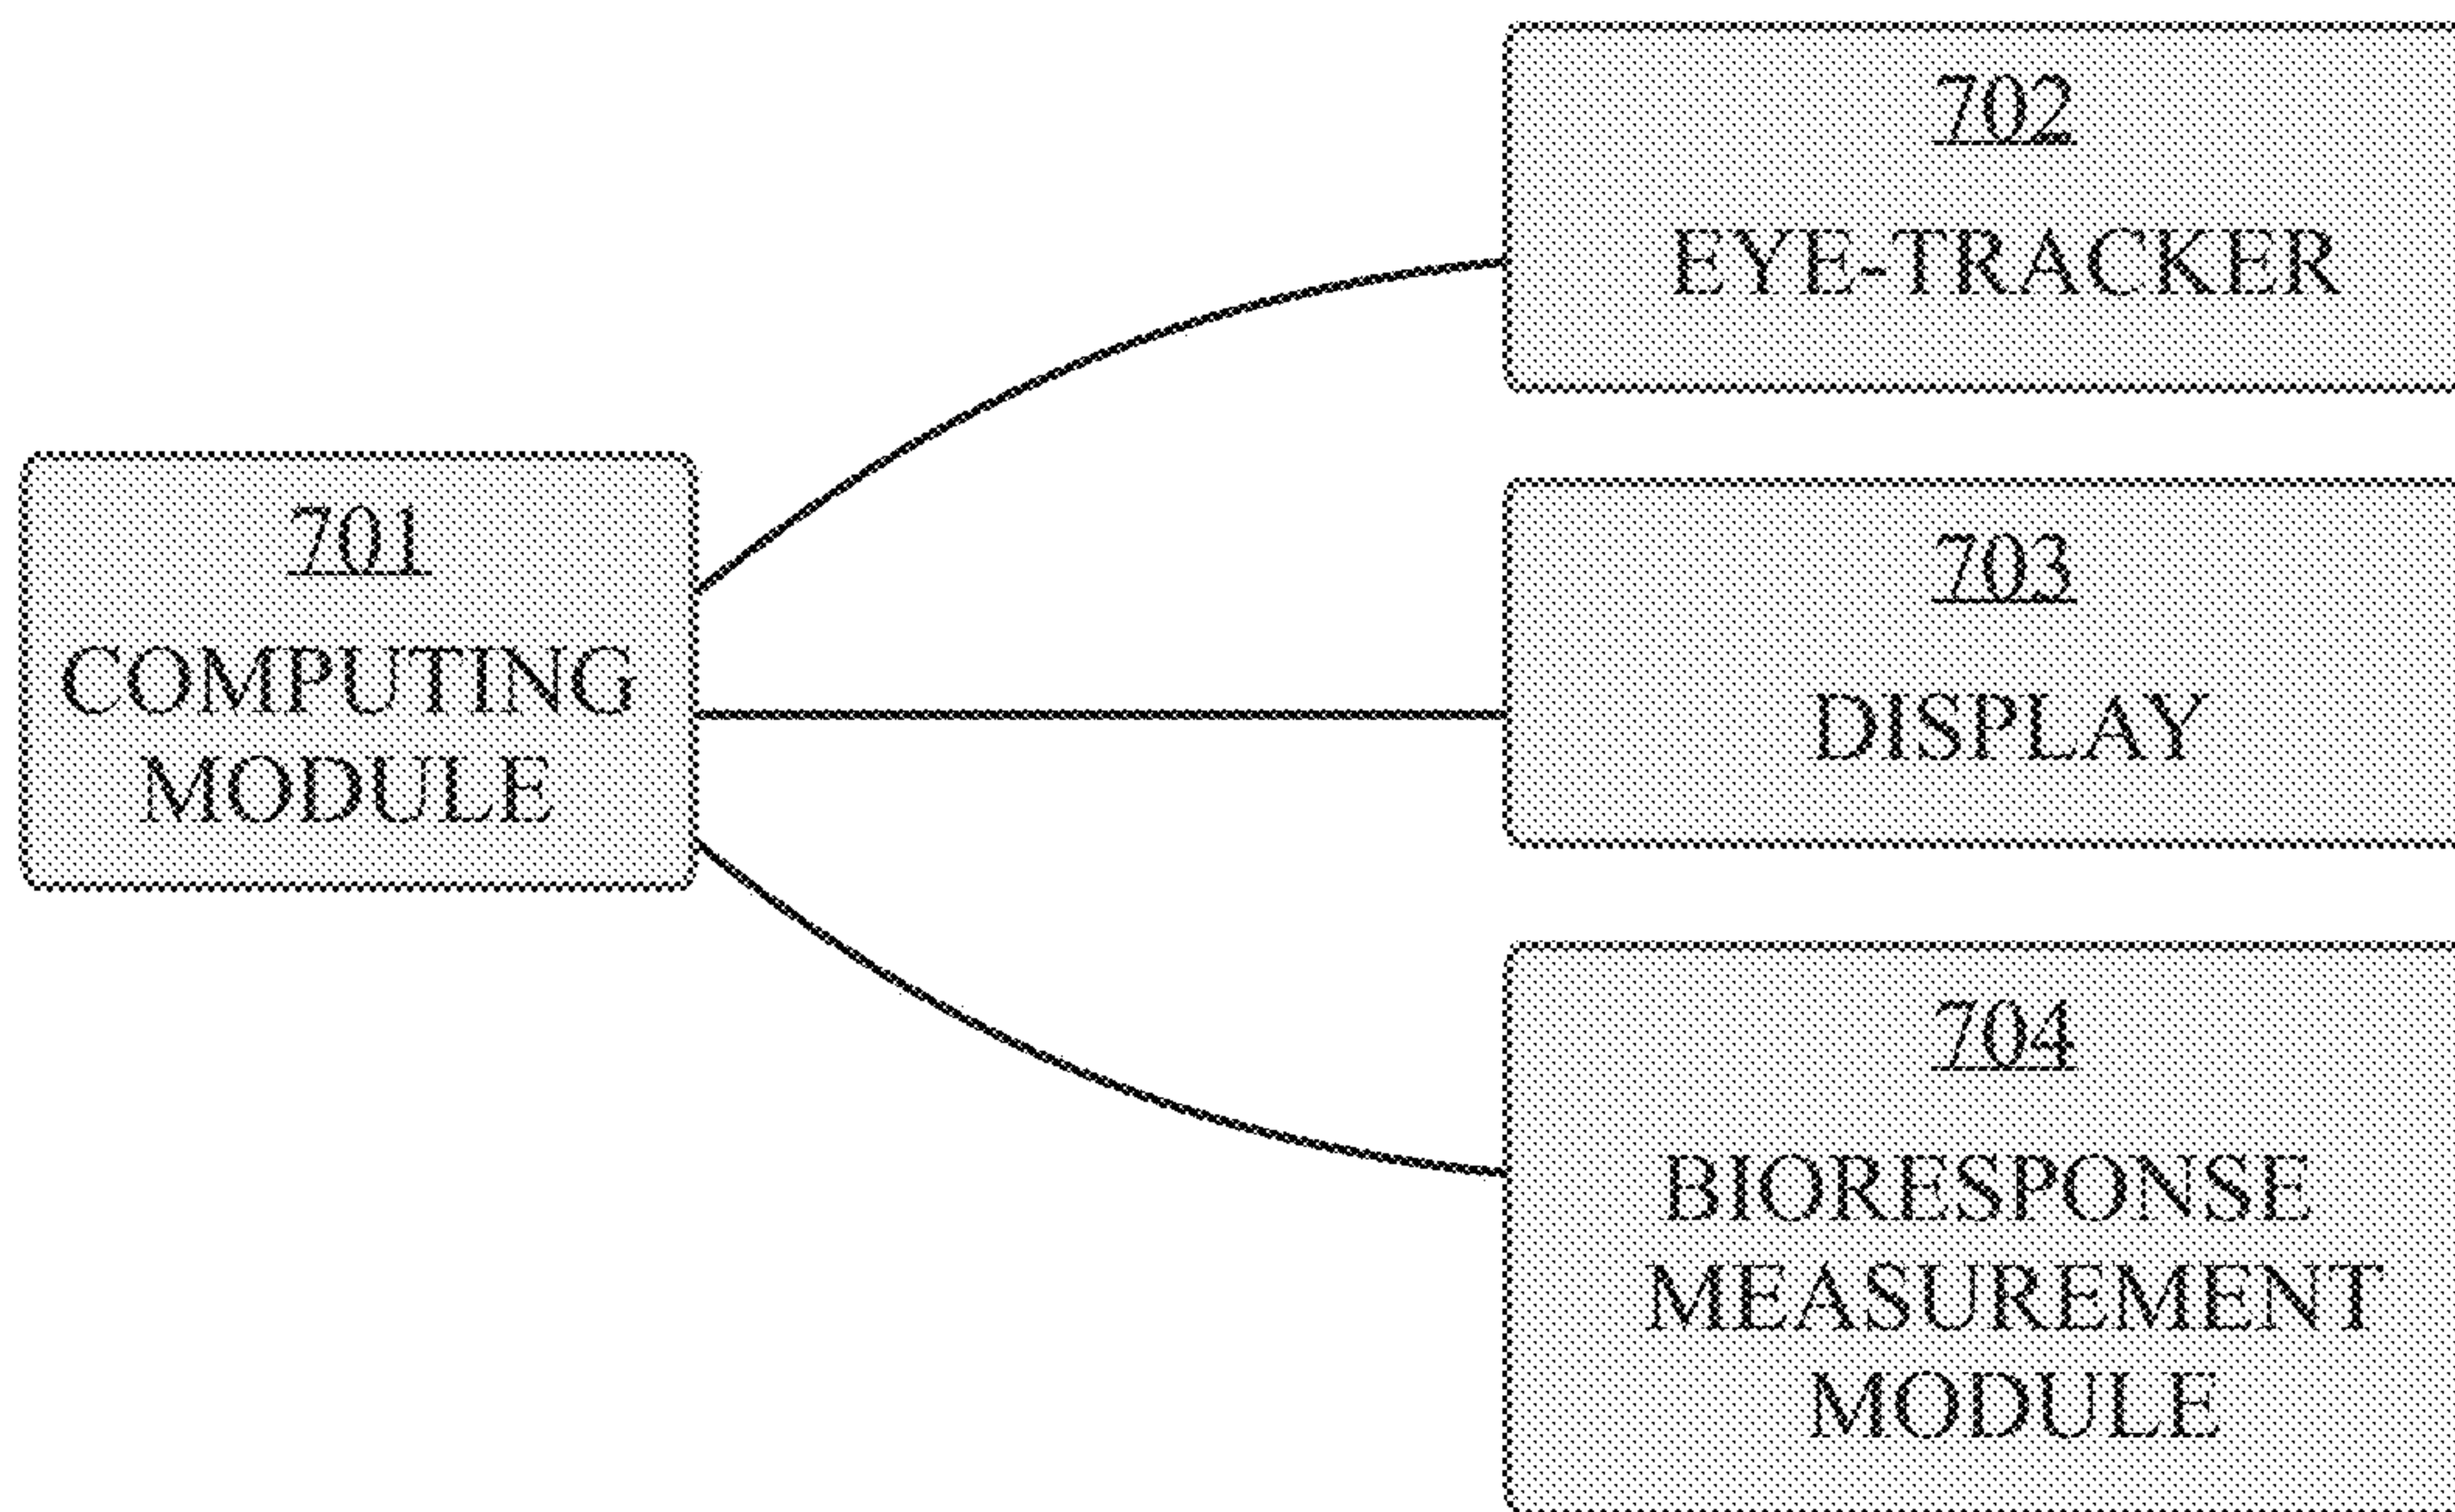 702
EYE-TRACKER
701
COMPUTING
MODULE
703
DISPLAY
704
BIORESPONSE
MEASUREMENT
MODULE